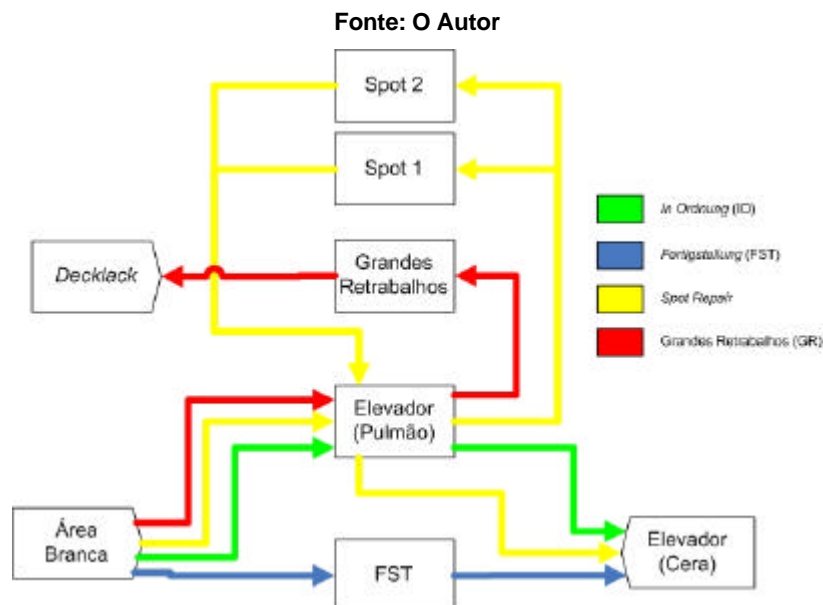 Fonte: O Autor
Spot 2
Spot 1
In Ordnung (IO)
Fertigstellung (FST)
Spot Repair
Grandes Retrabalhos (GR)
Decklack
Grandes
Retrabalhos
Elevador
(Pulmão)
Área
Branca
FST
Elevador
(Cera)